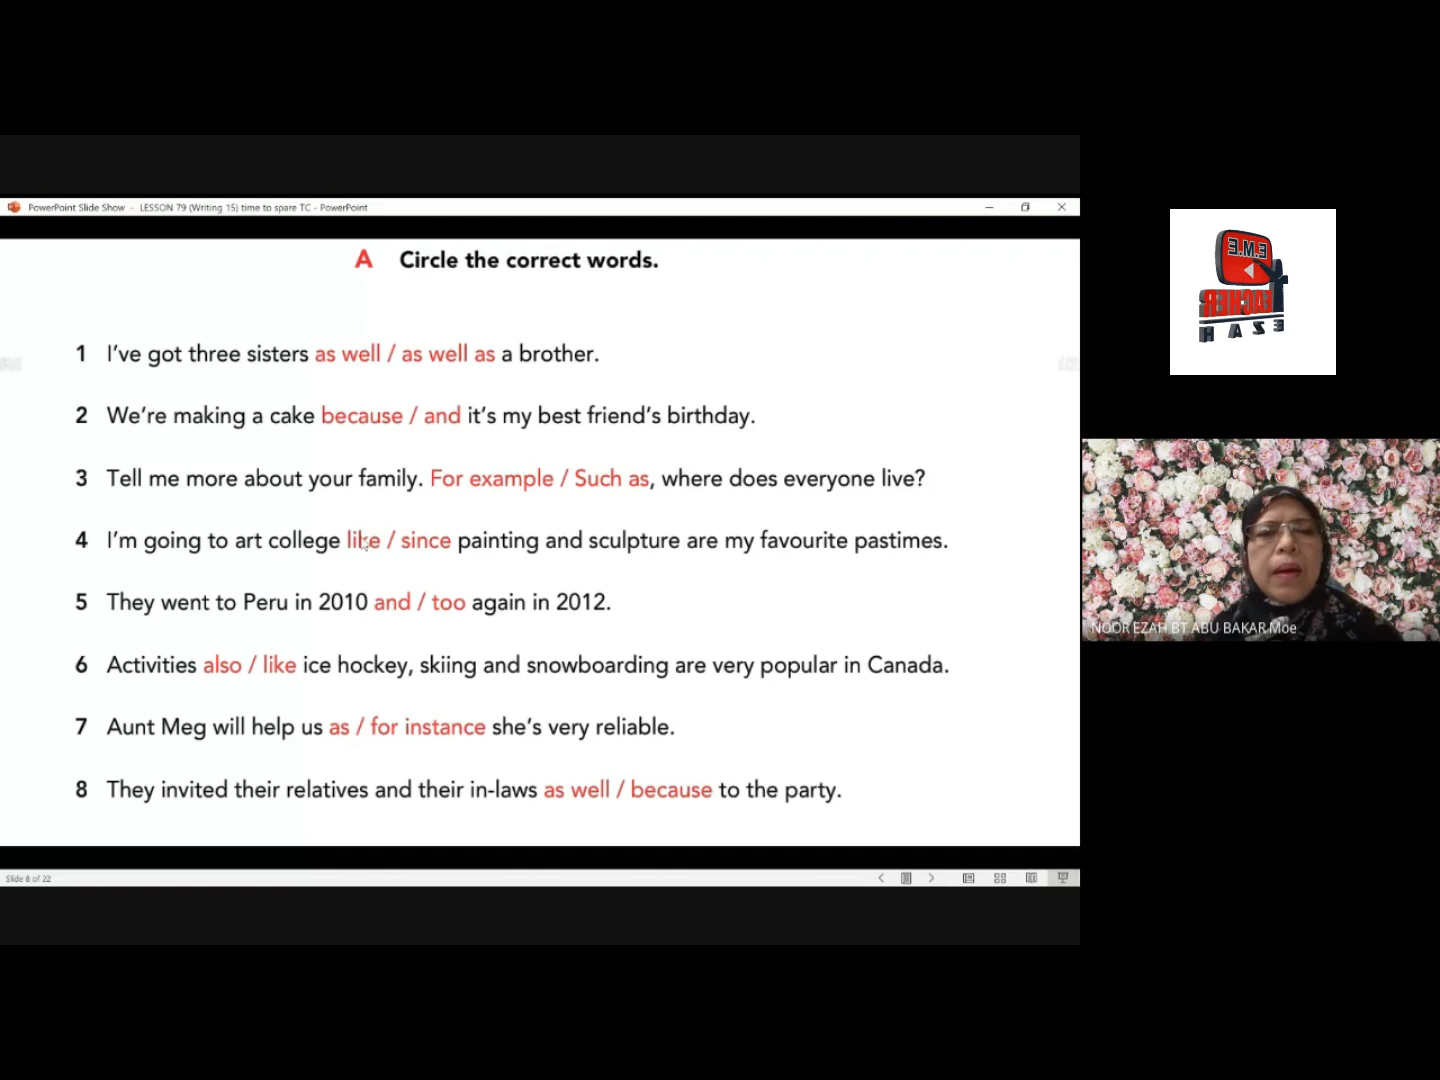 PowerPoint Slide Show - LESSON 79 (Writing 15) time to spare TC - PowerPoint
A Circle the correct words.
1 I've got three sisters as well / as well as a brother.
2 We're making a cake because / and it's my best friend's birthday.
3 Tell me more about your family. For example / Such as, where does everyone live?
4 I'm going to art college like / since painting and sculpture are my favourite pastimes.
5 They went to Peru in 2010 and / too again in 2012.
6 Activities also / like ice hockey, skiing and snowboarding are very popular in Canada.
7 Aunt Meg will help us as / for instance she's very reliable.
8 They invited their relatives and their in-laws as well / because to the party.
Slide 8 of 22
E.M.E
TEACHER
EZAH
NOOR EZAH BT ABU BAKAR Moe